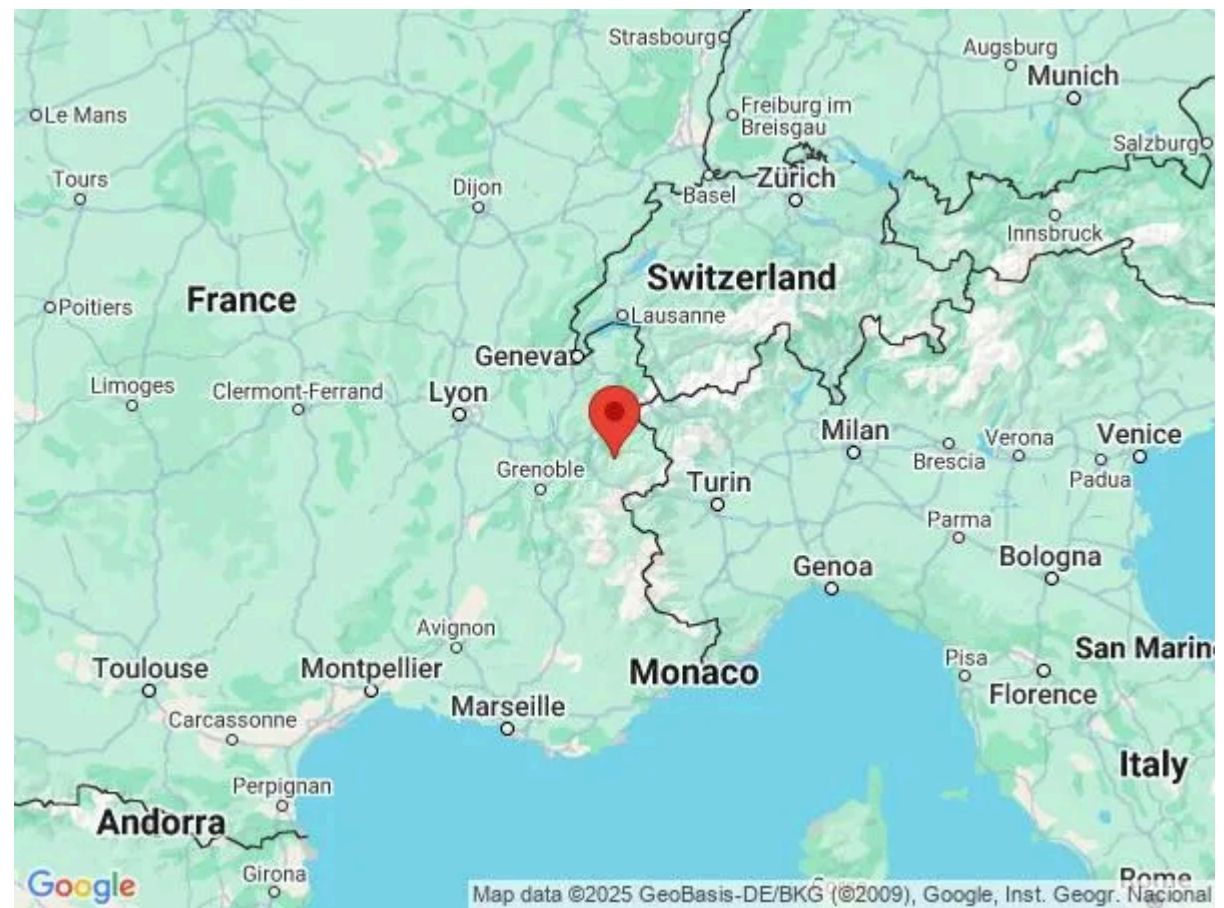 Strasbourg
Augsburg
Munich
Le Mans
Freiburg im
Breisgau
Salzburg
Tours
Dijon
Basel
Zürich
Innsbruck
Switzerland
France
Poitiers
Lausanne
Geneva
Limoges
Clermont-Ferrand
Lyon
Milan
Verona
Venice
Brescia
Padua
Grenoble
Turin
Parma
Bologna
Genoa
Avignon
San Marin
Pisa
Toulouse
Montpellier
Monaco
Florence
Marseille
Carcassonne
Italy
Perpignan
Andorra
Girona
Rome
Google
Map data ©2025 GeoBasis-DE/BKG (©2009), Google, Inst. Geogr. Nacional